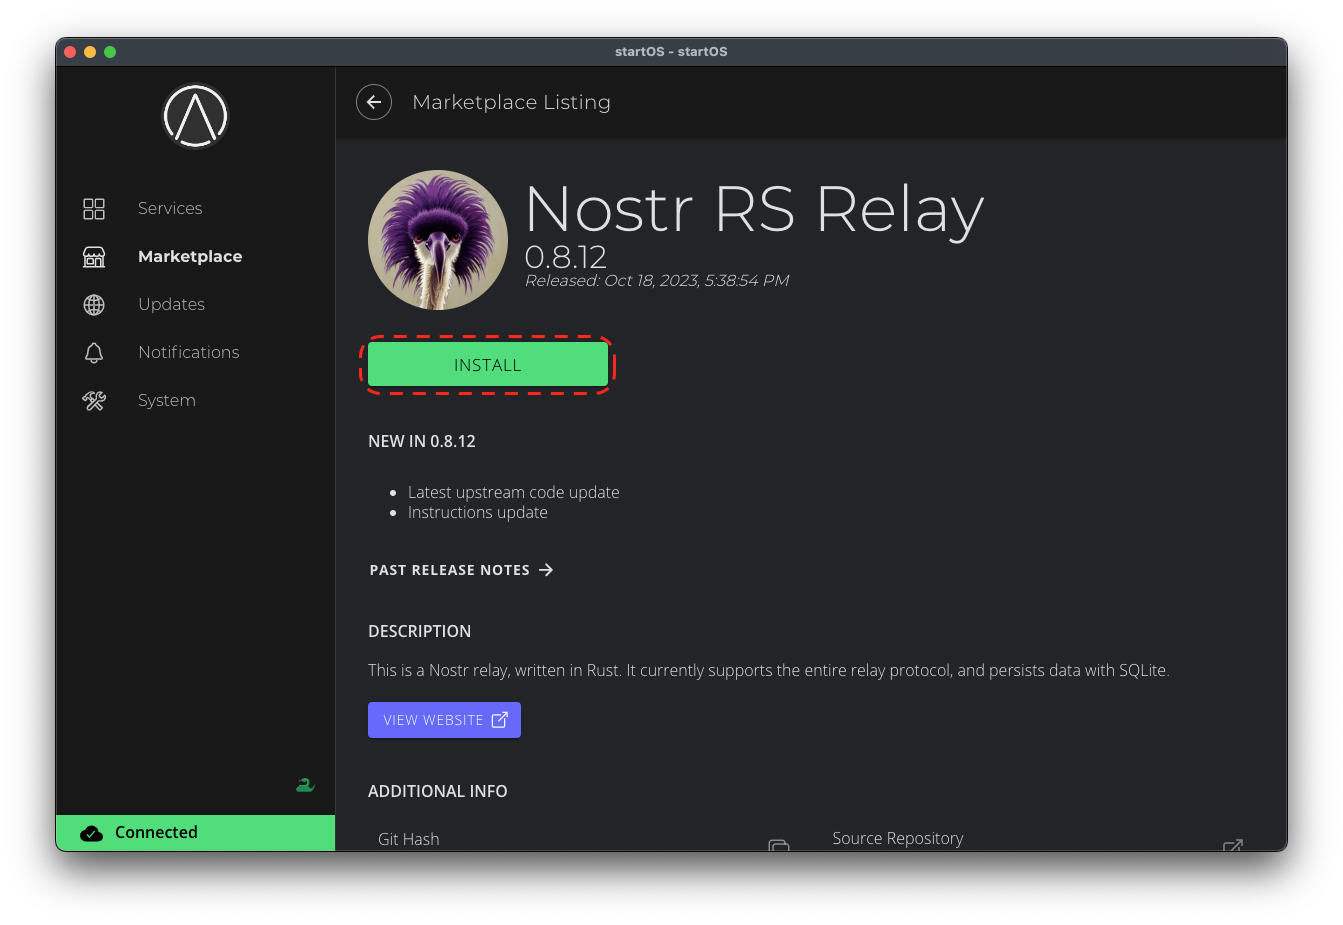 startOS - startOS
Marketplace Listing
Services
Marketplace
Updates
Notifications
System
Connected
Nostr RS Relay
0.8.12
Released: Oct 18, 2023, 5:38:54 PM
INSTALL
NEW IN 0.8.12
Latest upstream code update
Instructions update
PAST RELEASE NOTES
DESCRIPTION
This is a Nostr relay, written in Rust. It currently supports the entire relay protocol, and persists data with SQLite.
VIEW WEBSITE
ADDITIONAL INFO
Git Hash
Source Repository